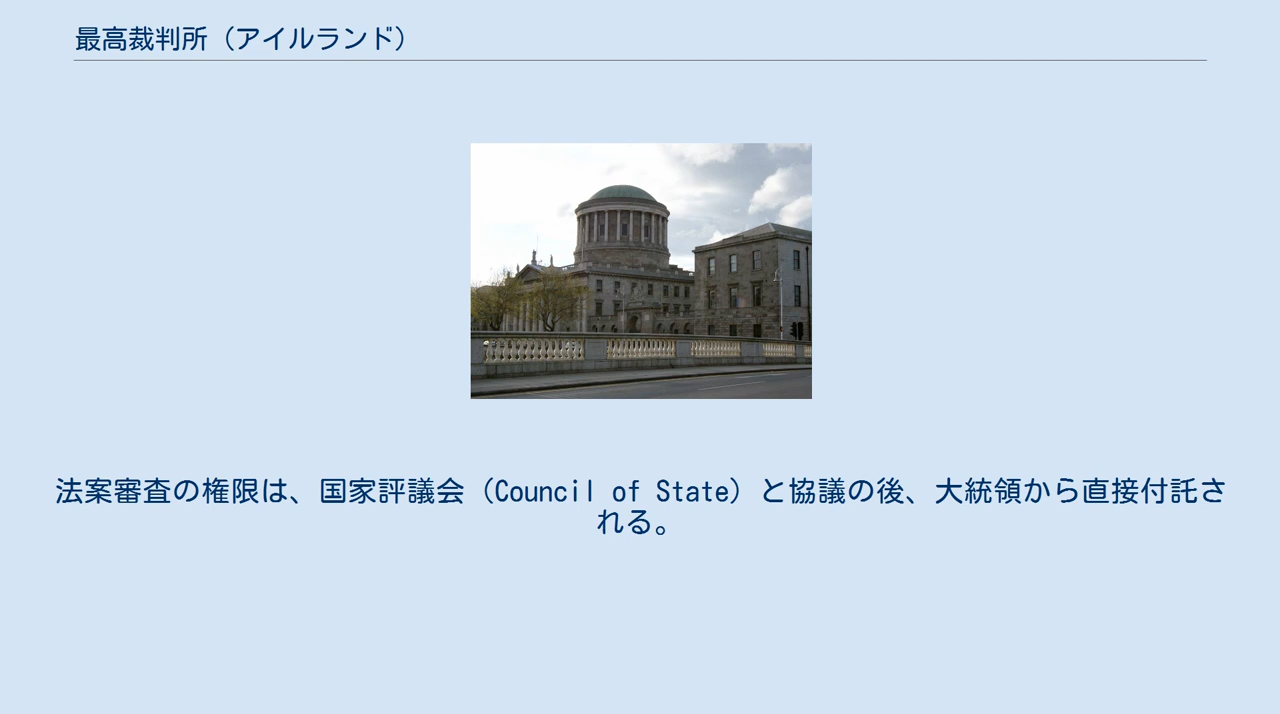 最高裁判所（アイルランド）
法案審査の権限は、国家評議会（Council of State）と協議の後、大統領から直接付託さ
れる。